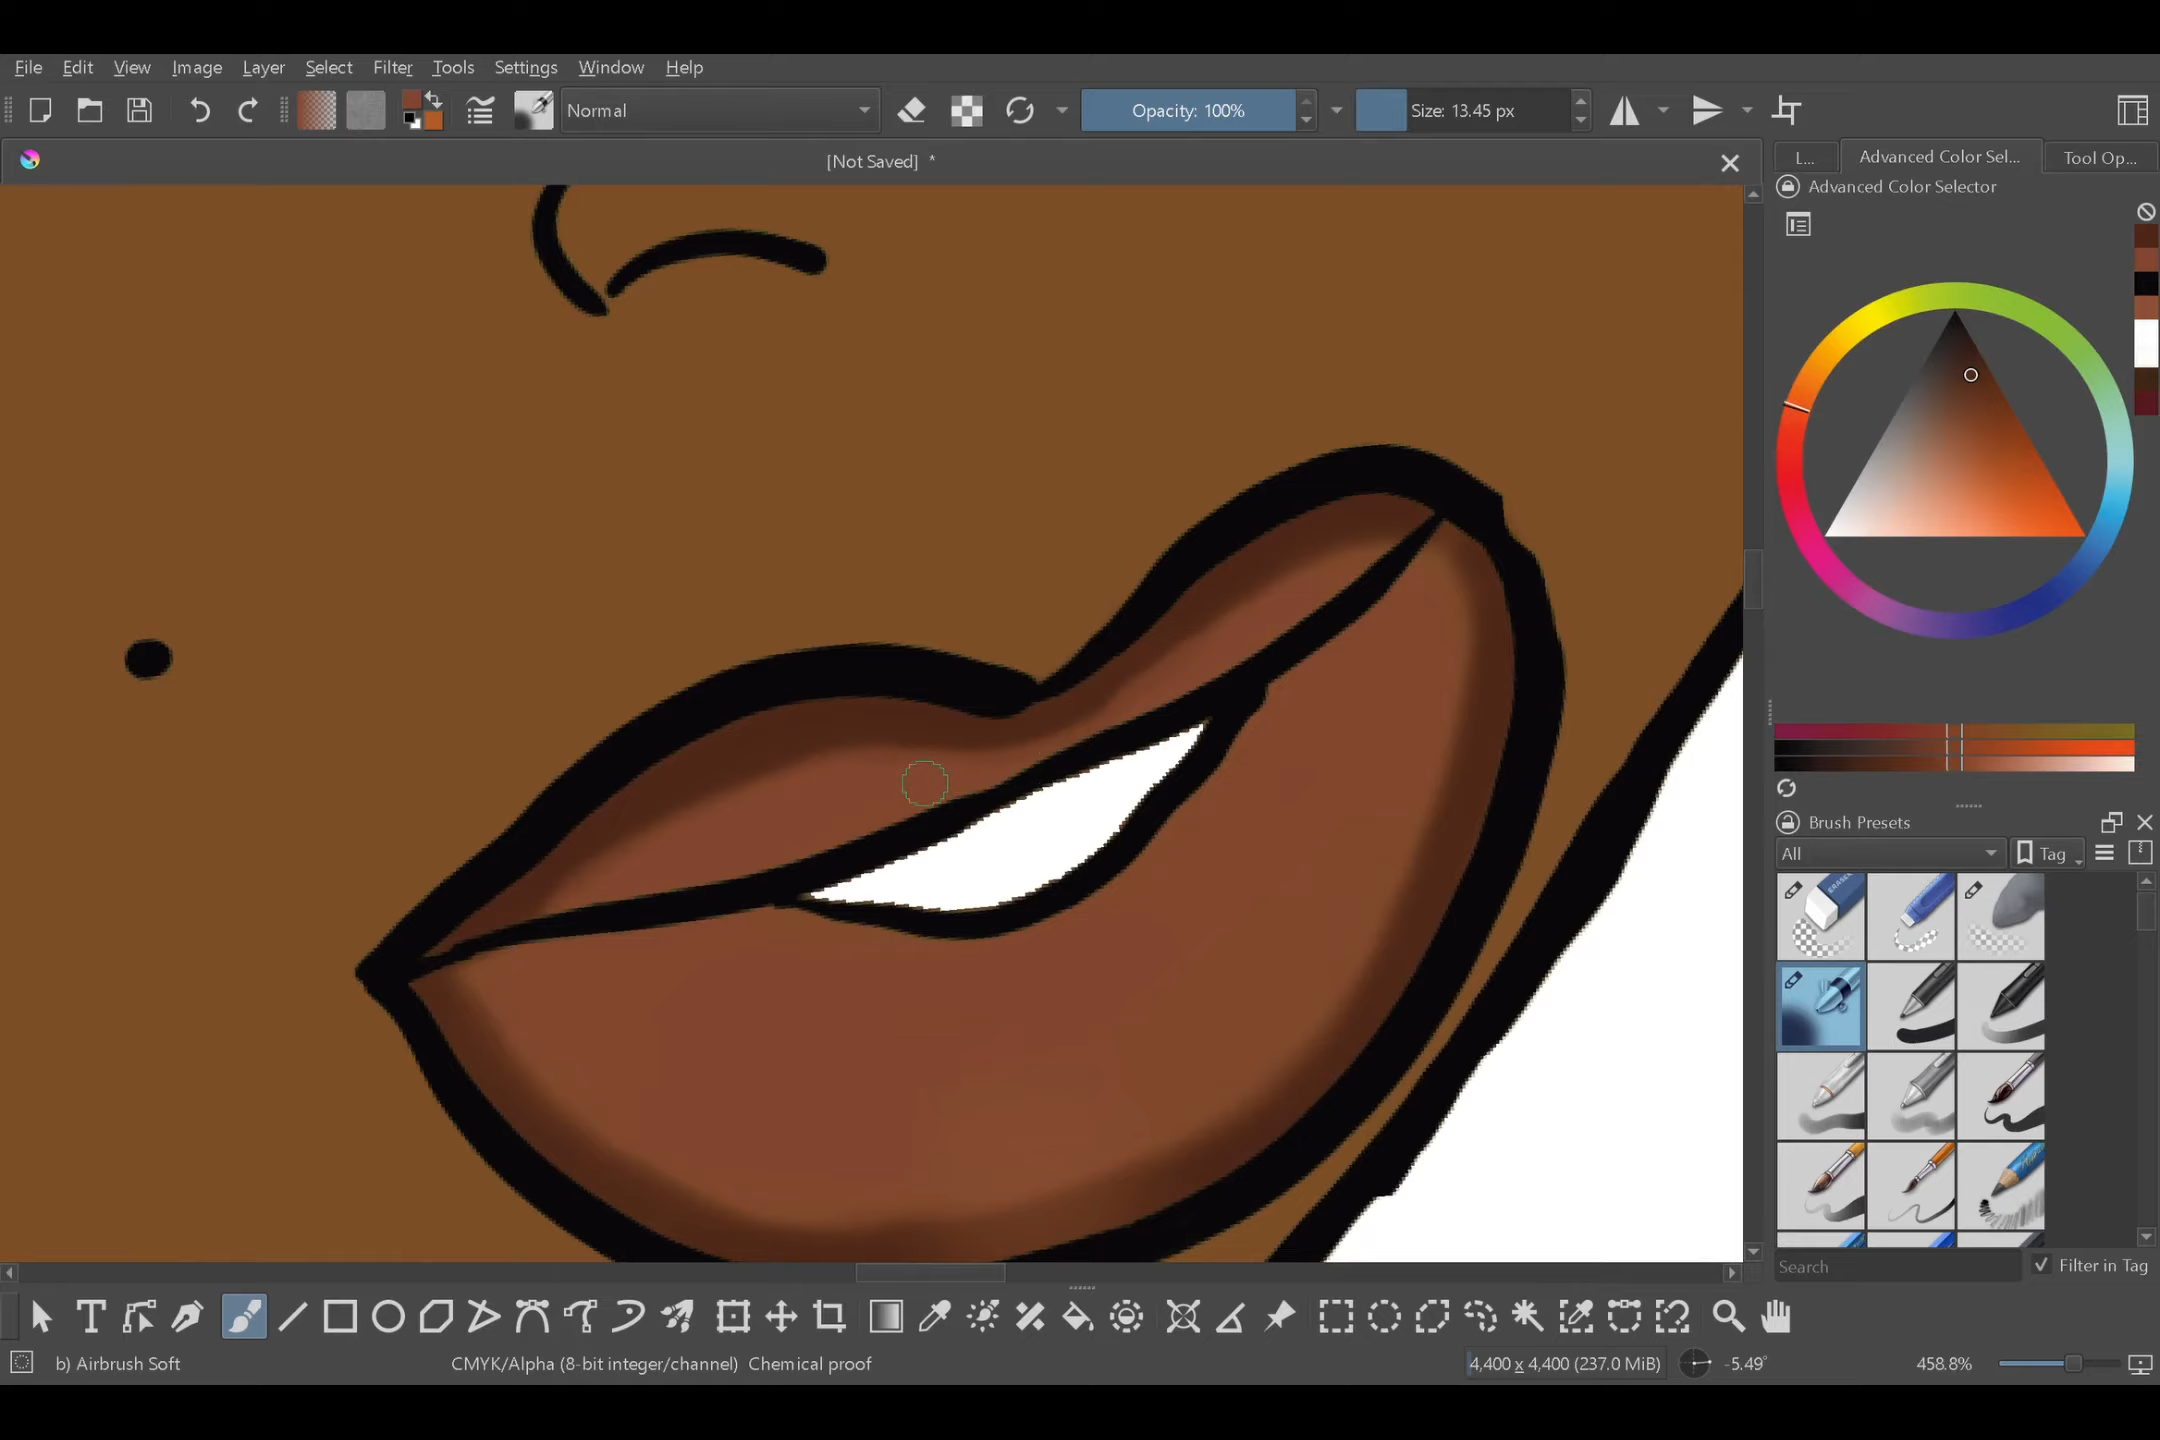 File Edit View Image Layer Select Filter Tools Settings Window Help
Normal Opacity: 100% Size: 13.45 px
[Not Saved] *
L... Advanced Color Sel... Tool Op...
Advanced Color Selector
Brush Presets
All Tag
Search Filter in Tag
b) Airbrush Soft CMYK/Alpha (8-bit integer/channel) Chemical proof 4,400 x 4,400 (237.0 MiB) -5.49° 458.8%